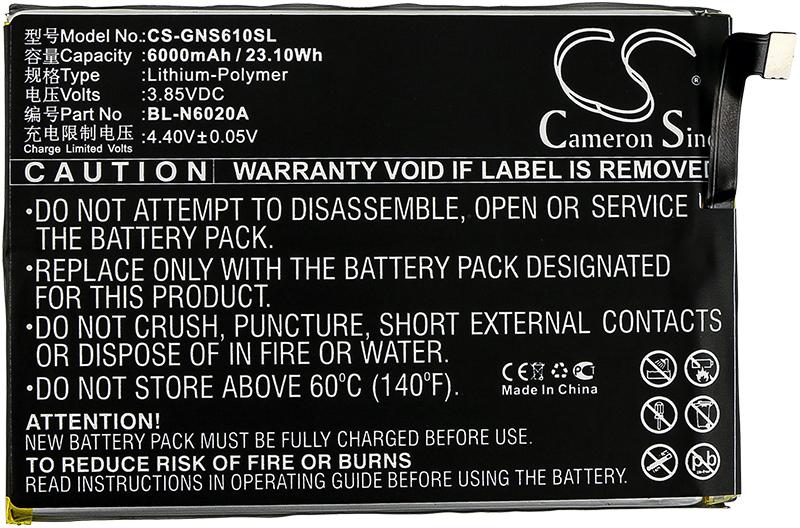 型号Model No.:CS-GNS610SL
容量Capacity :6000mAh / 23.10Wh
规格Type :Lithium-Polymer
电压Volts :3.85VDC
编号Part No. :BL-N6020A
充电限制电压 :4.40V±0.05V
Charge Limited Volts
CS
Cameron Sino
CAUTION WARRANTY VOID IF LABEL IS REMOVED
•DO NOT ATTEMPT TO DISASSEMBLE, OPEN OR SERVICE
THE BATTERY PACK.
•REPLACE ONLY WITH THE BATTERY PACK DESIGNATED FOR
THIS PRODUCT.
•DO NOT CRUSH, PUNCTURE, SHORT EXTERNAL CONTACTS
OR DISPOSE OF IN FIRE OR WATER.
•DO NOT STORE ABOVE 60°C (140°F).
CE
PG
Made In China
ATTENTION!
NEW BATTERY PACK MUST BE FULLY CHARGED BEFORE USE
TO REDUCE RISK OF FIRE OR BURNS
READ INSTRUCTIONS IN OPERATING GUIDE BEFORE USING BATTERY
Pb